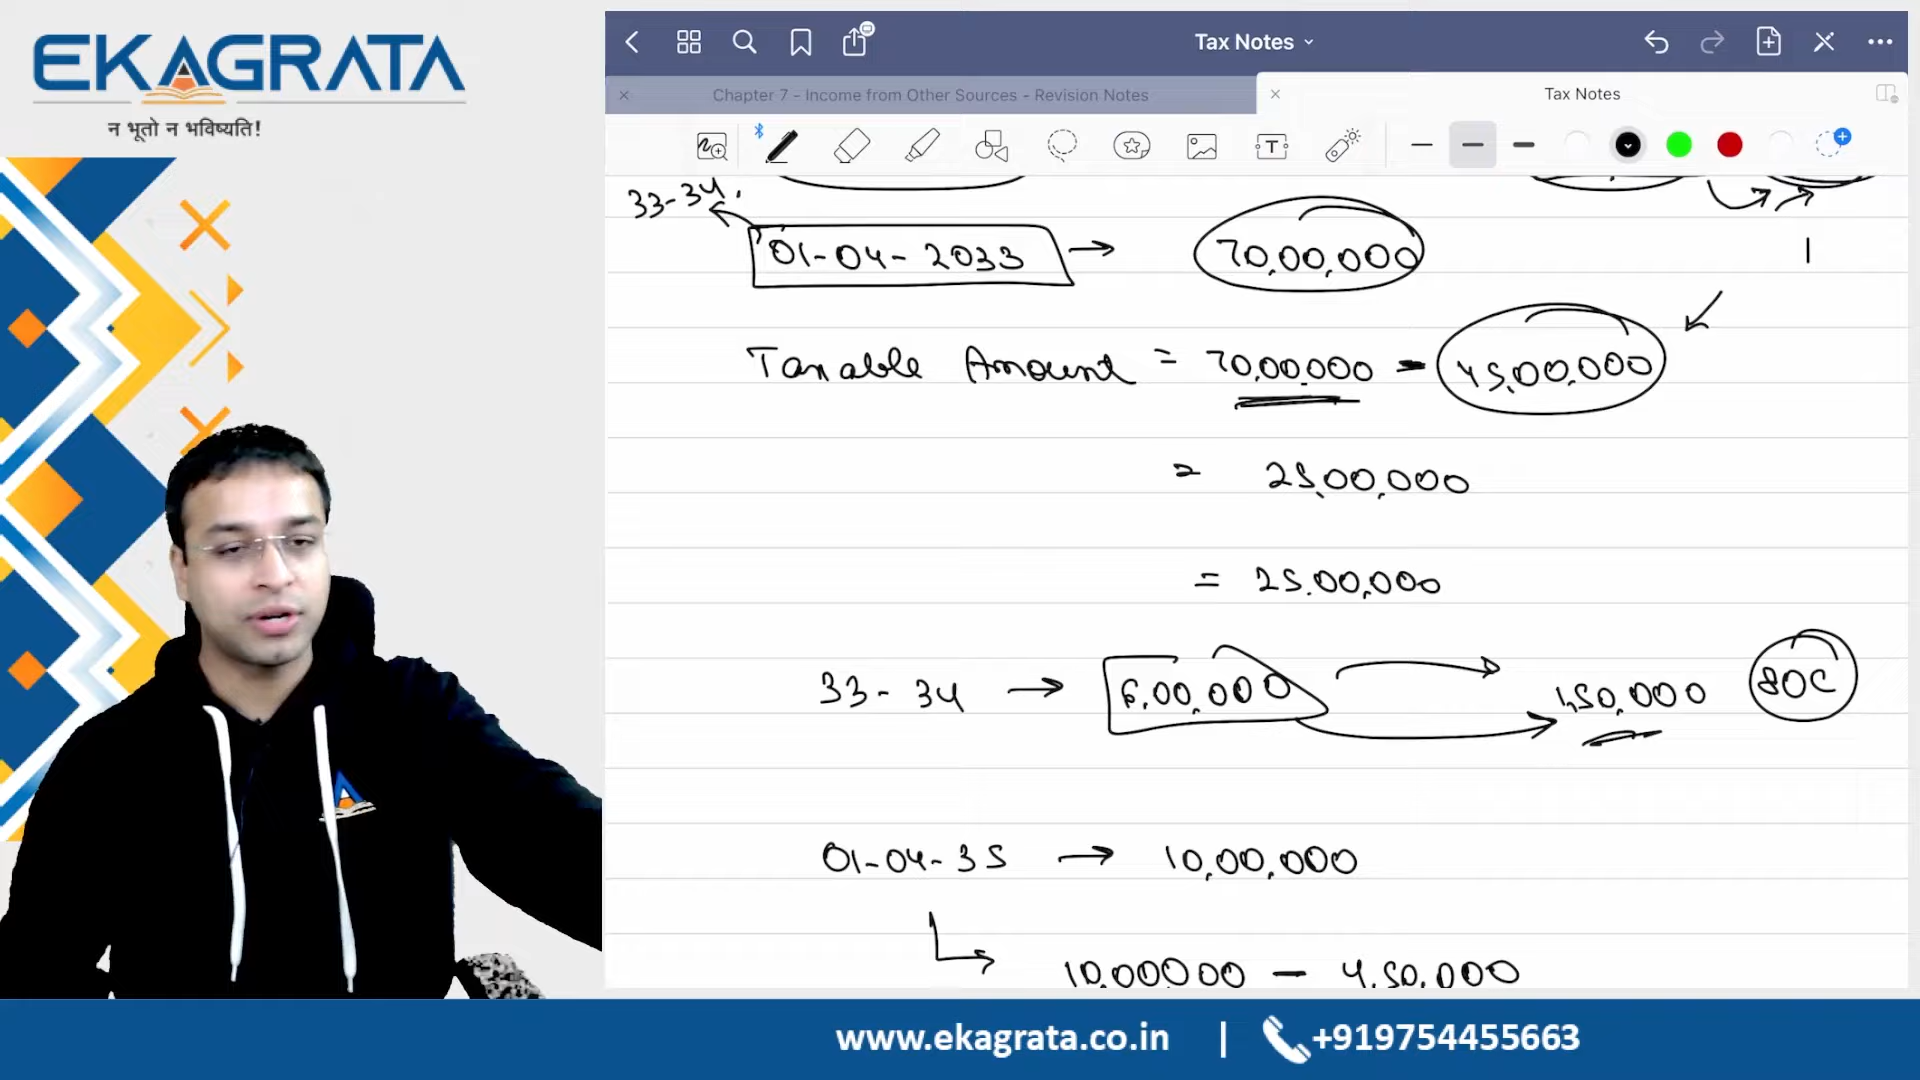 EKAGRATA
न भूतो न भविष्यति!
Tax Notes
Chapter 7 - Income from Other Sources - Revision Notes
Tax Notes
T
33-34.
01-04-2033 → 70,00,000
1
Taxable Amount = 70,00,000 - 45,00,000
= 25,00,000
= 25,00,000
33-34 → 6,00,000 → 1,50,000 80C
01-04-35 → 10,00,000
10,00000 - 4,50,000
www.ekagrata.co.in | +919754455663